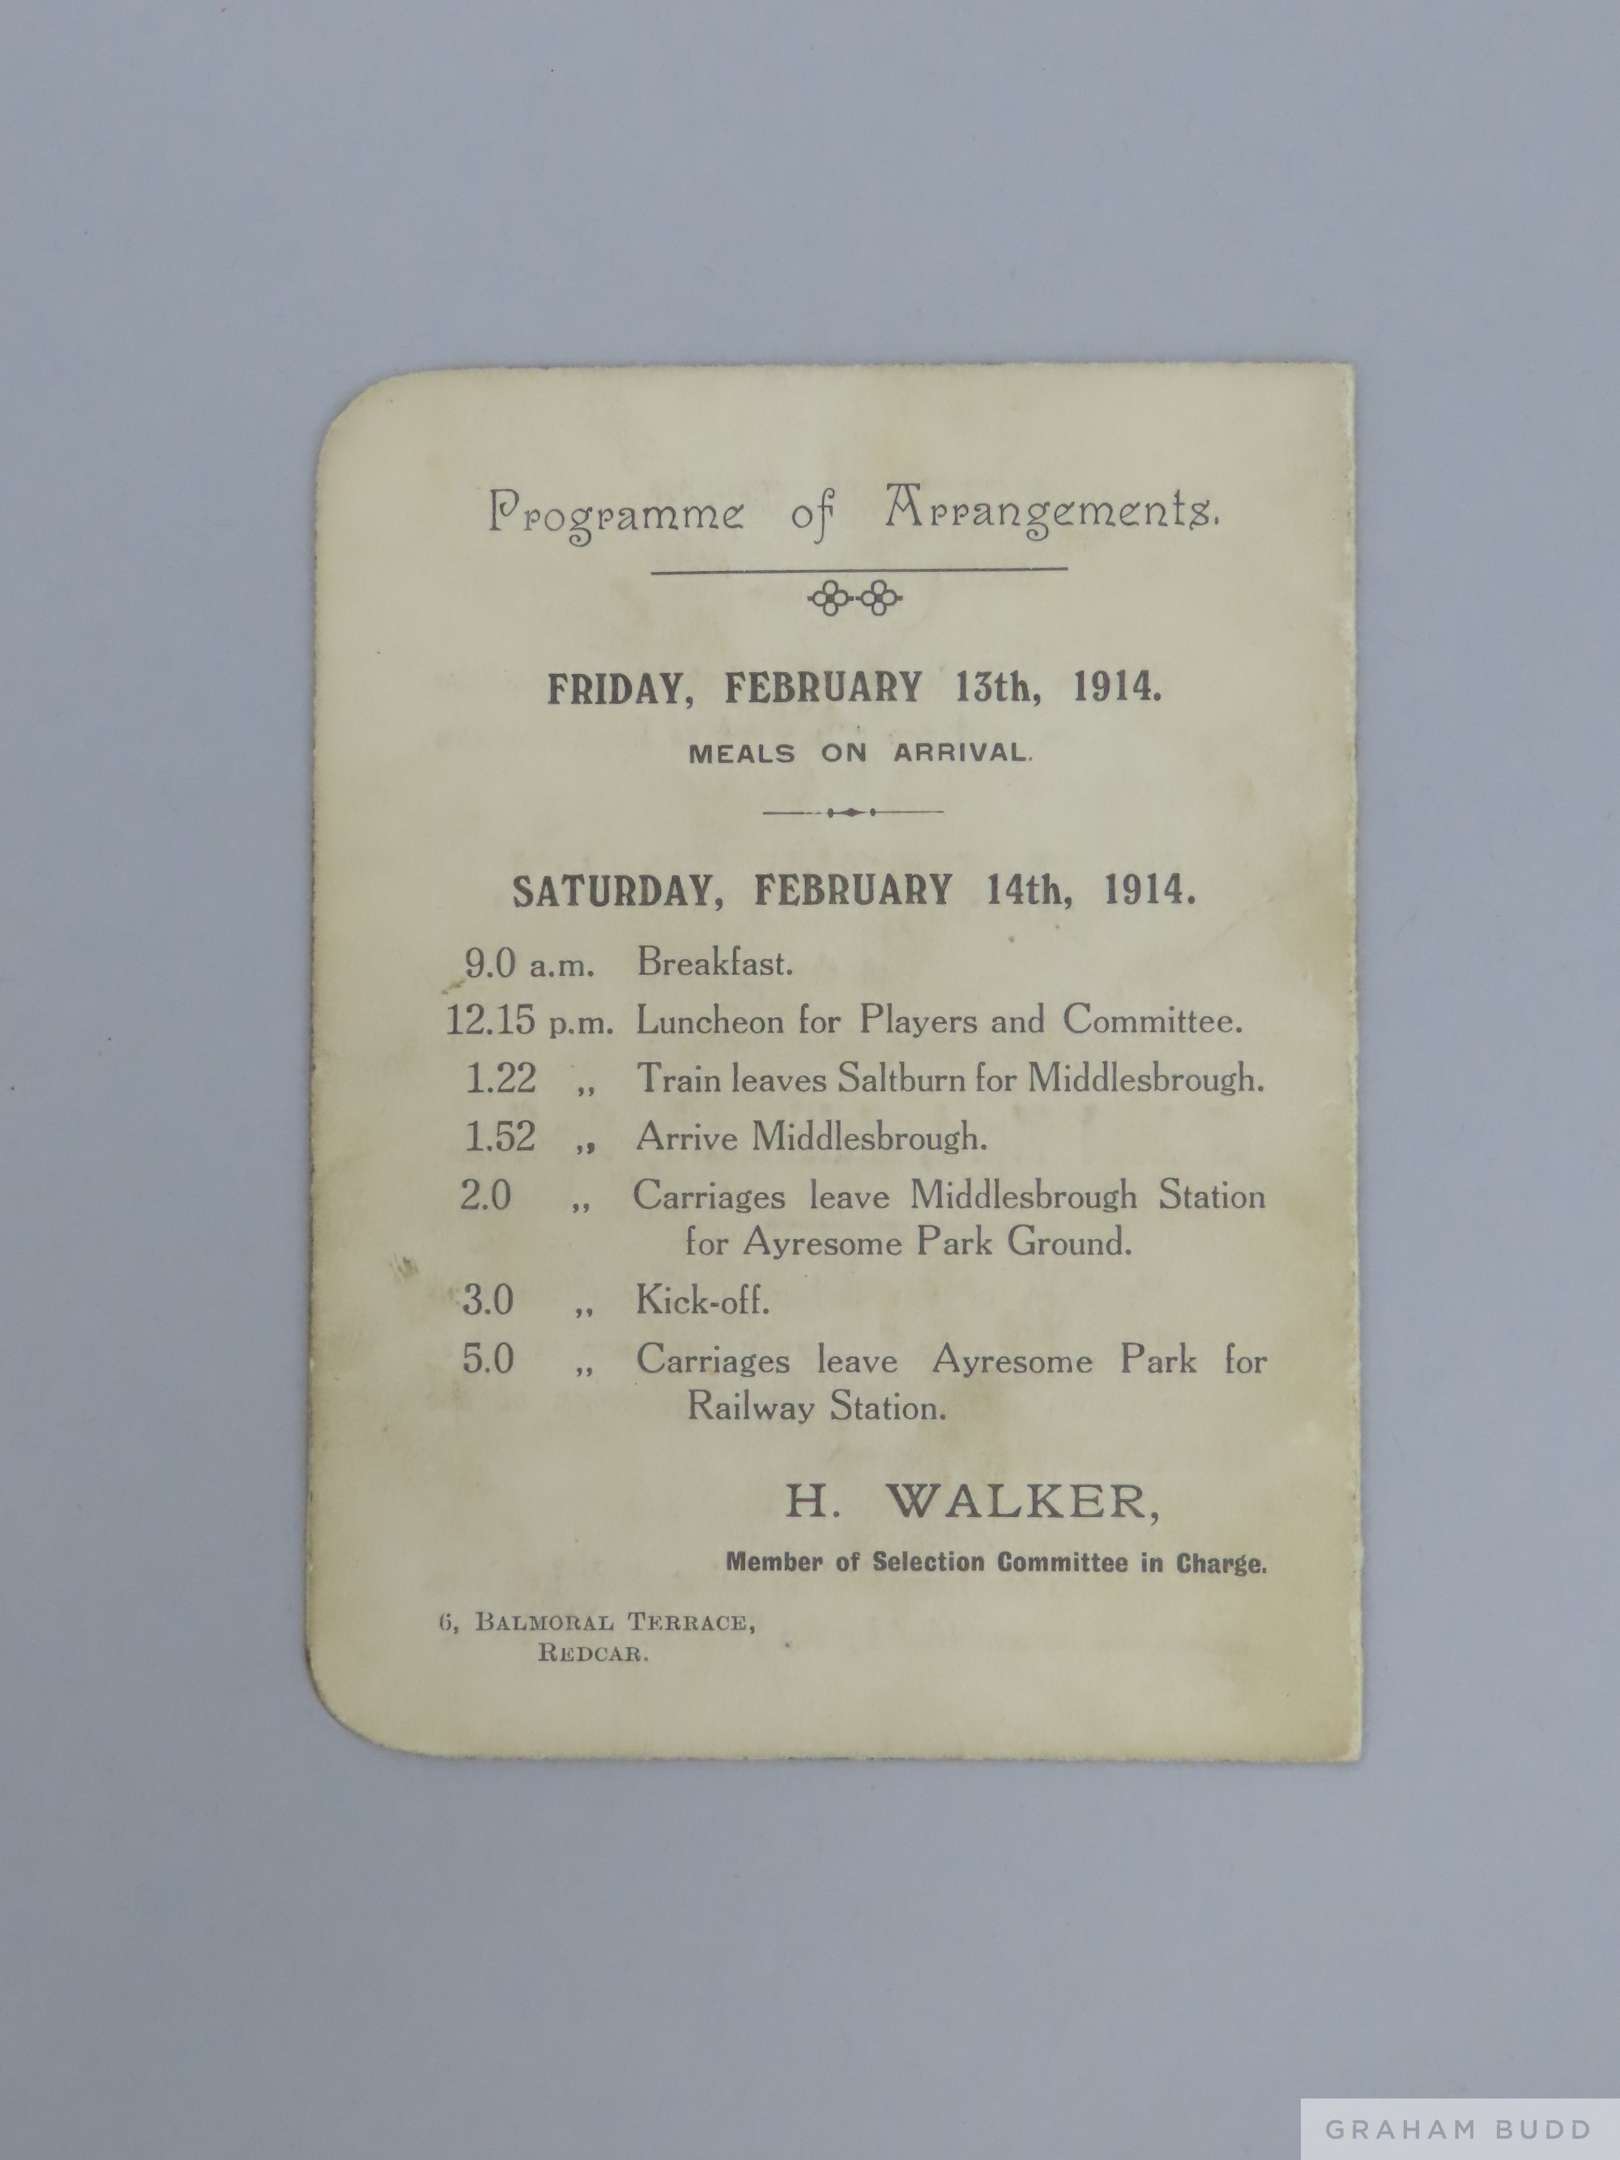 Programme of Arrangements.
FRIDAY, FEBRUARY 13th, 1914.
MEALS ON ARRIVAL.
SATURDAY, FEBRUARY 14th, 1914.
9.0 a.m. Breakfast.
12.15 p.m. Luncheon for Players and Committee.
1.22 ,, Train leaves Saltburn for Middlesbrough.
1.52 ,, Arrive Middlesbrough.
2.0 ,, Carriages leave Middlesbrough Station
for Ayresome Park Ground.
3.0 ,, Kick-off.
5.0 ,, Carriages leave Ayresome Park for
Railway Station.
H. WALKER,
Member of Selection Committee in Charge.
6, BALMORAL TERRACE,
REDCAR.
GRAHAM BUDD